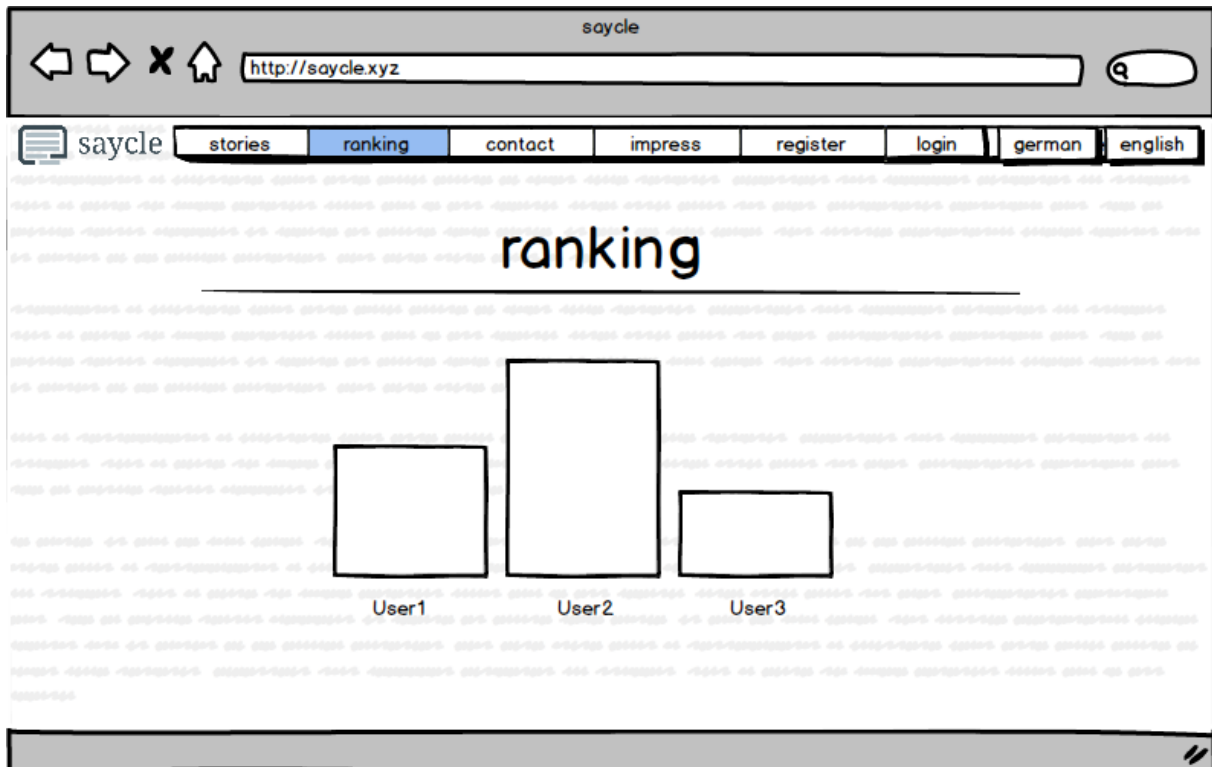 saycle
http://saycle.xyz
saycle stories ranking contact impress register login german english
ranking
User1 User2 User3